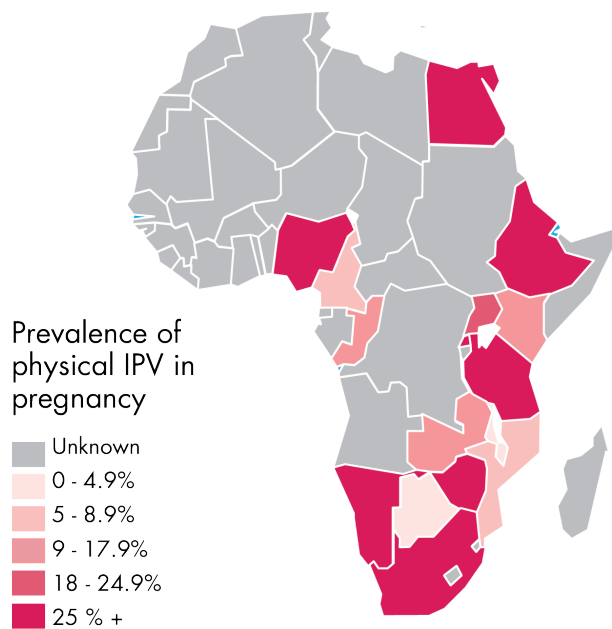 Prevalence of
physical IPV in
pregnancy
Unknown
0 - 4.9%
5 - 8.9%
9 - 17.9%
18 - 24.9%
25 % +